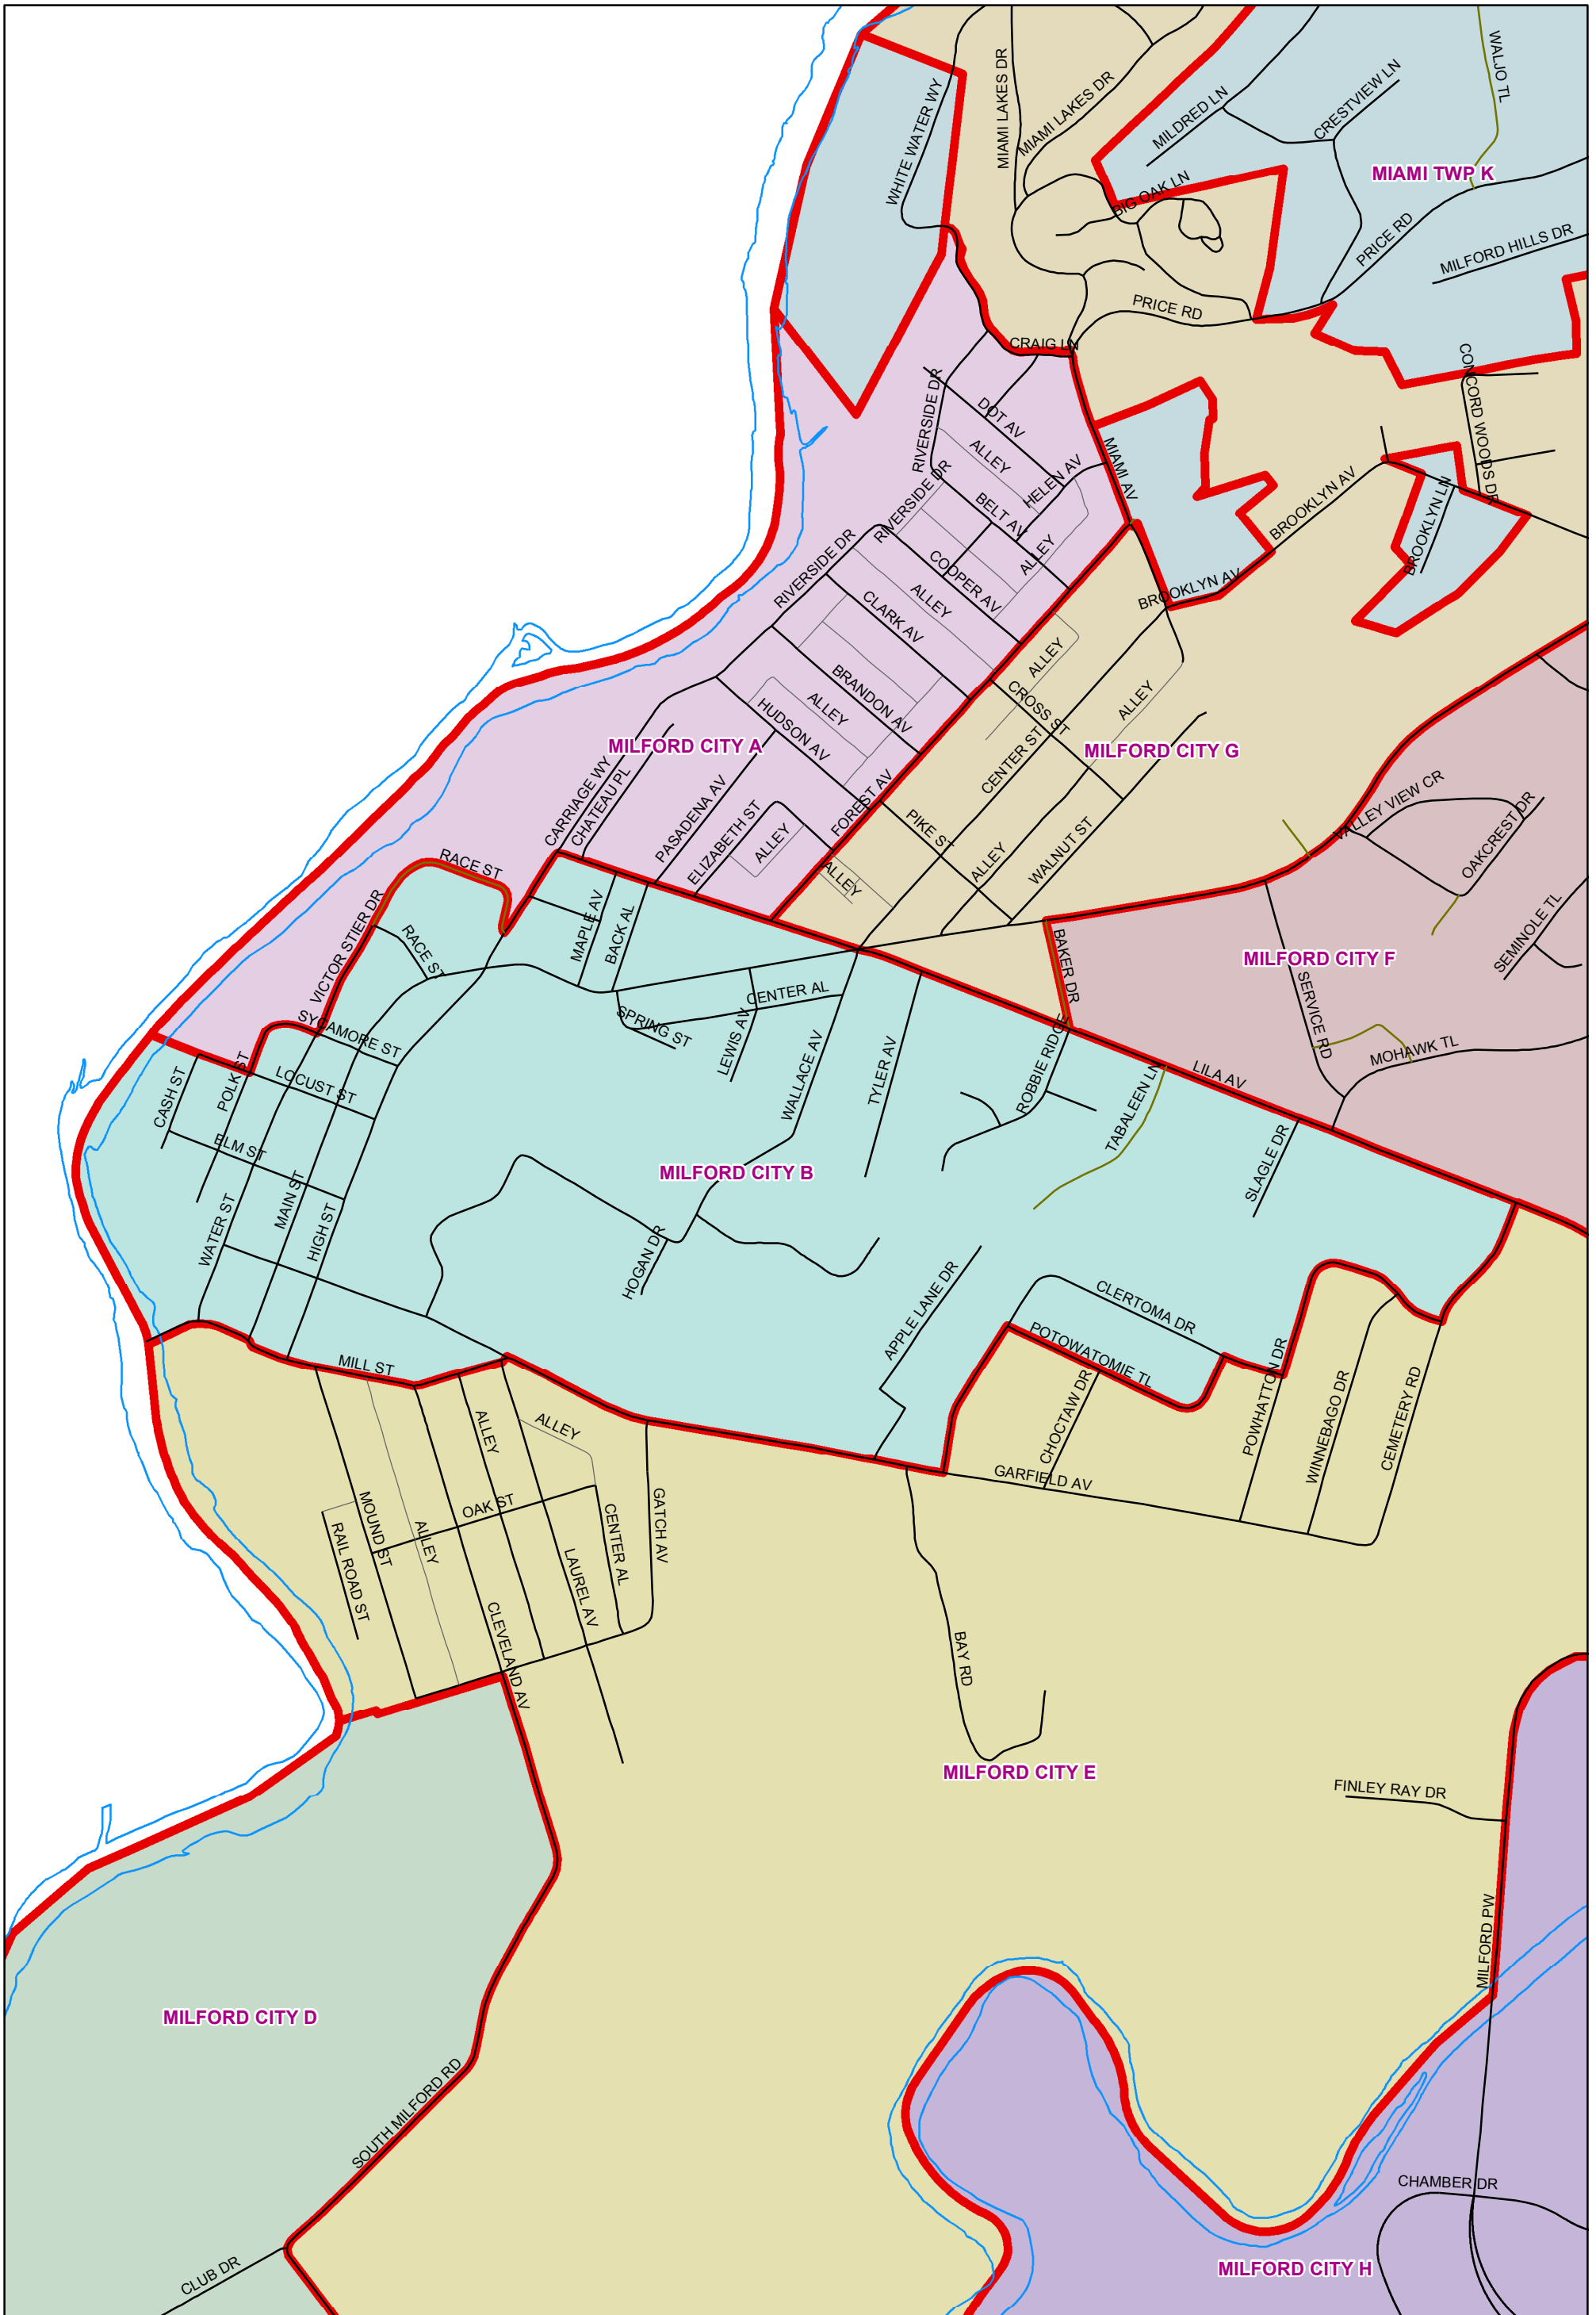 WALJO TL
MIAMI LAKES DR
MIAMI LAKES DR
WHITE WATER WY
MILDRED LN
CRESTVIEW LN
MIAMI TWP K
BIG OAK LN
PRICE RD
MILFORD HILLS DR
PRICE RD
CRAIG LN
CONCORD WOODS DR
RIVERSIDE DR
DOT AV
ALLEY
HELEN AV
MIAMI AV
RIVERSIDE DR
BELT AV
ALLEY
BROOKLYN AV
BROOKLYN LN
RIVERSIDE DR
COOPER AV
ALLEY
CLARK AV
BROOKLYN AV
ALLEY
BRANDON AV
ALLEY
HUDSON AV
CROSS ST
ALLEY
CENTER ST
MILFORD CITY A
MILFORD CITY G
CARRIAGE WY
CHATEAU PL
PASADENA AV
ELIZABETH ST
ALLEY
FOREST AV
ALLEY
PIKE ST
ALLEY
WALNUT ST
VALLEY VIEW CR
OAKCREST DR
SEMINOLE TL
RACE ST
VICTOR STIER DR
RACE ST
MAPLE AV
BACK AL
BAKER DR
MILFORD CITY F
SERVICE RD
MOHAWK TL
SYCAMORE ST
SPRING ST
CENTER AL
LEWIS AV
WALLACE AV
TYLER AV
ROBBIE RIDGE
TABALEEN LN
LILA AV
CASH ST
POLK ST
LOCUST ST
ELM ST
MILFORD CITY B
SLAGLE DR
WATER ST
MAIN ST
HIGH ST
HOGAN DR
APPLE LANE DR
CLERTOMA DR
POTOWATOMIE TL
MILL ST
CHOCTAW DR
POWHATTON DR
WINNEBAGO DR
CEMETERY RD
GARFIELD AV
ALLEY
ALLEY
OAK ST
MOUND ST
RAIL ROAD ST
ALLEY
CENTER AL
GATCH AV
LAUREL AV
CLEVELAND AV
BAY RD
MILFORD CITY E
FINLEY RAY DR
MILFORD PW
MILFORD CITY D
SOUTH MILFORD RD
CLUB DR
CHAMBER DR
MILFORD CITY H